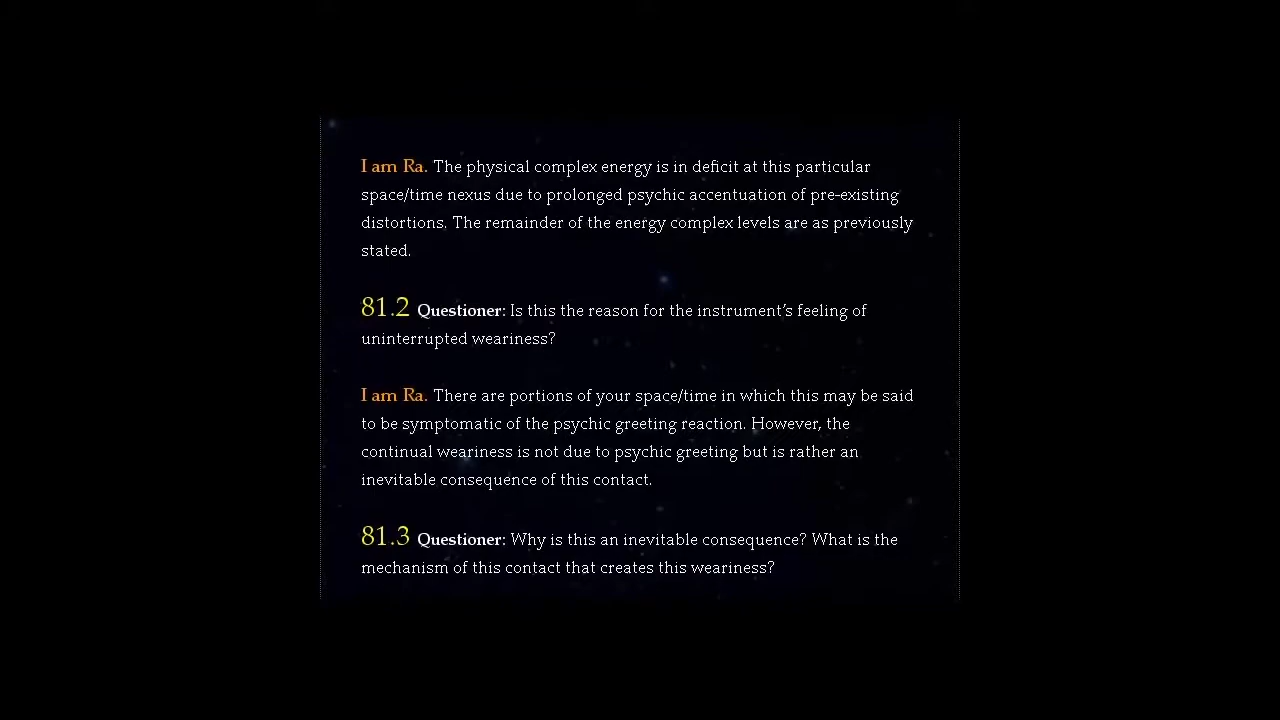 I am Ra. The physical complex energy is in deficit at this particular
space/time nexus due to prolonged psychic accentuation of pre-existing
distortions. The remainder of the energy complex levels are as previously
stated.
81.2 Questioner: Is this the reason for the instrument's feeling of
uninterrupted weariness?
I am Ra. There are portions of your space/time in which this may be said
to be symptomatic of the psychic greeting reaction. However, the
continual weariness is not due to psychic greeting but is rather an
inevitable consequence of this contact.
81.3 Questioner: Why is this an inevitable consequence? What is the
mechanism of this contact that creates this weariness?